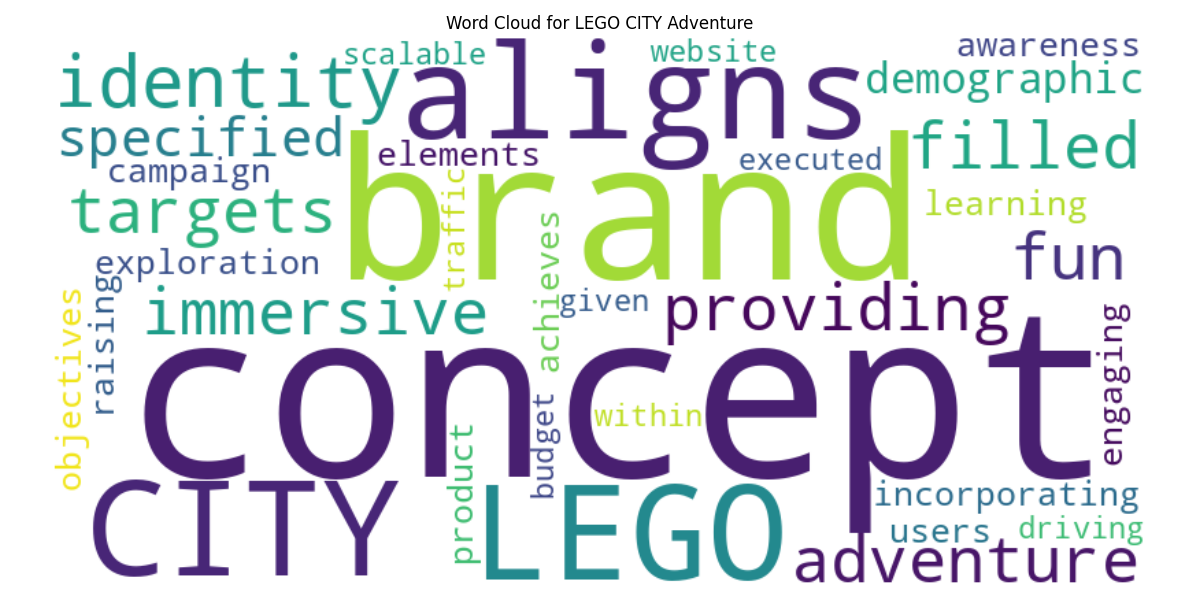 Word Cloud for LEGO CITY Adventure
scalable
website
awareness
identity
aligns
demographic
specified
elements
executed
filled
campaign
brand
targets
traffic
learning
exploration
achieves
fun
raising
immersive
given
providing
objectives
concept
engaging
within
budget
product
CITY
LEGO
incorporating
users
driving
adventure